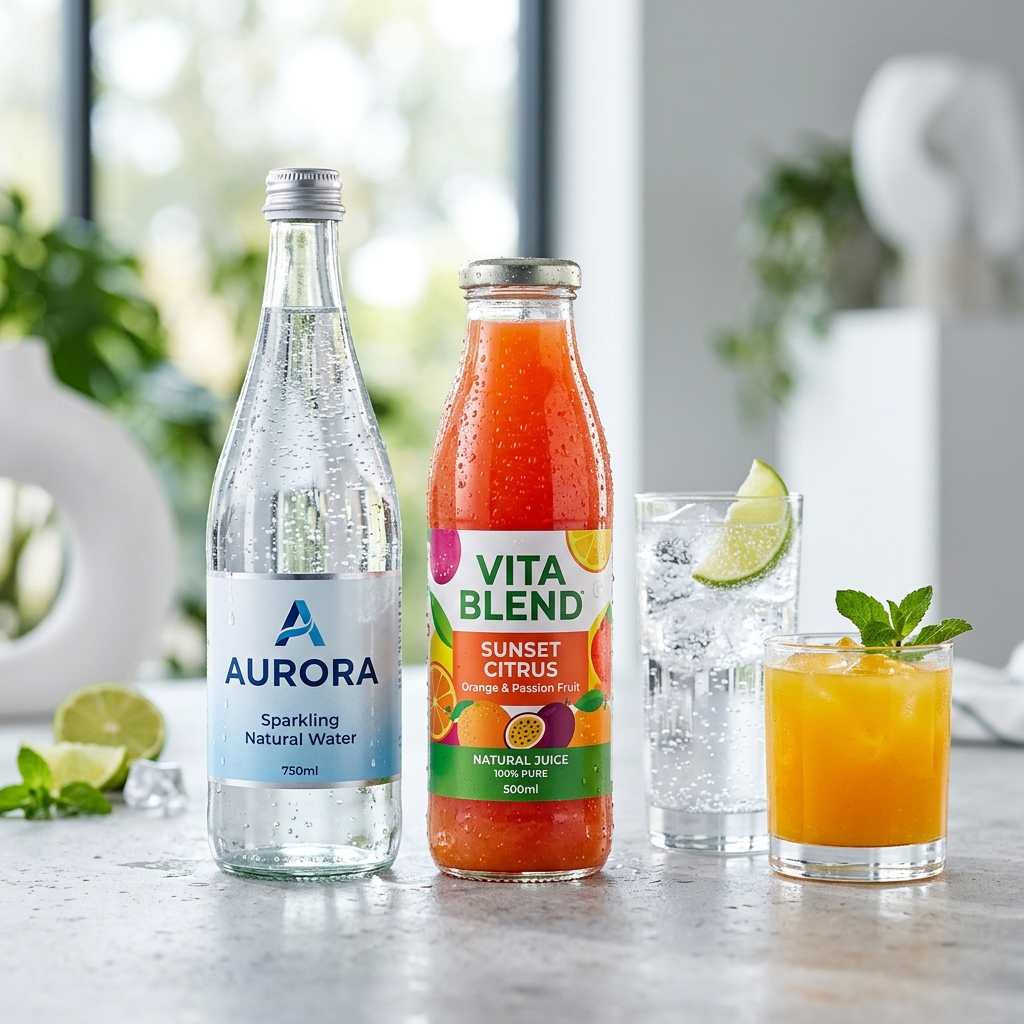 AURORA
Sparkling
Natural Water
750ml
VITA
BLEND
SUNSET
CITRUS
Orange & Passion Fruit
NATURAL JUICE
100% PURE
500ml